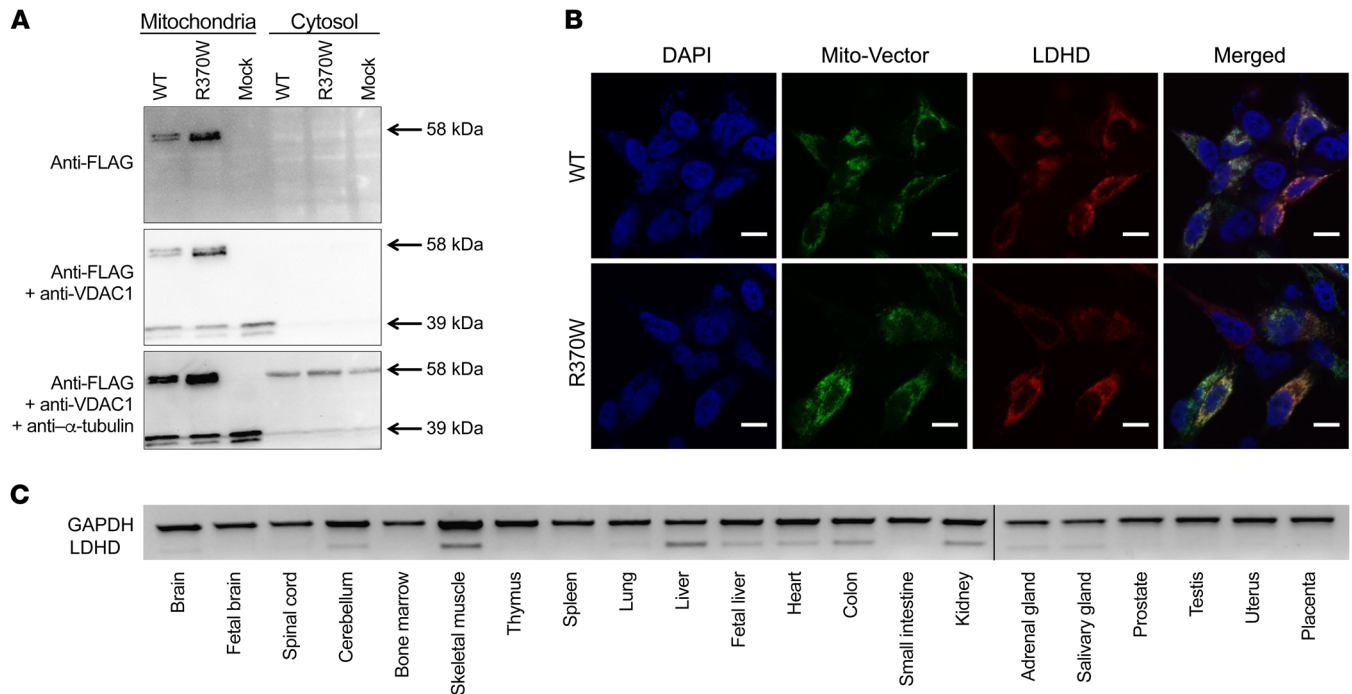 A
Mitochondria Cytosol
WT R370W Mock WT R370W Mock
Anti-FLAG
58 kDa
Anti-FLAG
+ anti-VDAC1
58 kDa
39 kDa
Anti-FLAG
+ anti-VDAC1
+ anti–α-tubulin
58 kDa
39 kDa
B
DAPI Mito-Vector LDHD Merged
WT
R370W
C
GAPDH
LDHD
Brain Fetal brain Spinal cord Cerebellum Bone marrow Skeletal muscle Thymus Spleen Lung Liver Fetal liver Heart Colon Small intestine Kidney Adrenal gland Salivary gland Prostate Testis Uterus Placenta